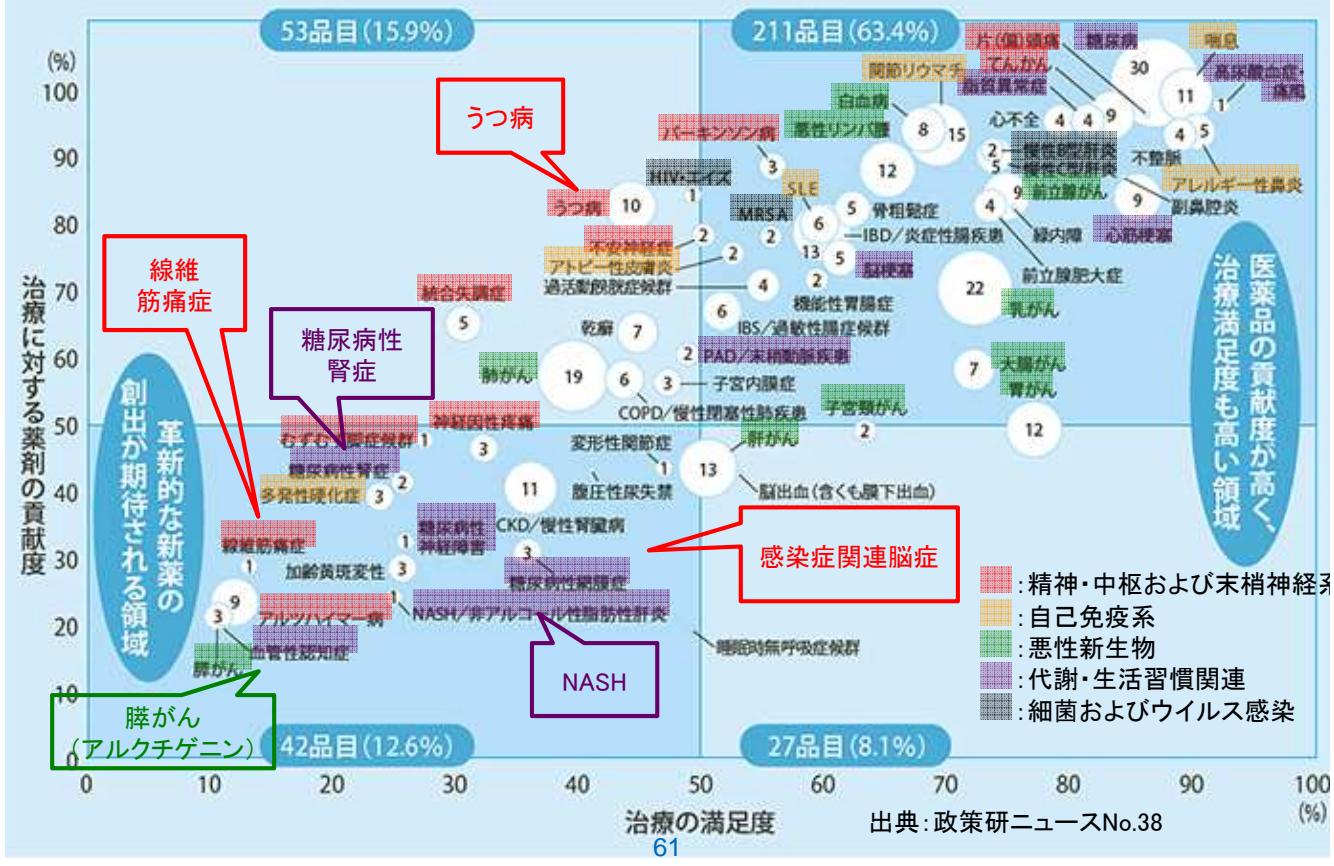 53品目(15.9%)
211品目(63.4%)
(%)
100
90
80
70
60
50
40
30
20
10
0
治療に対する薬剤の貢献度
片(偏)頭痛
糖尿病
喘息
関節リウマチ
てんかん
高尿酸血症・
痛風
脂質異常症
30
11
1
白血病
悪性リンパ腫
8
15
心不全
4
4
9
4
5
不整脈
アレルギー性鼻炎
うつ病
パーキンソン病
3
12
2
慢性B型肝炎
5
慢性C型肝炎
副鼻腔炎
HIV・エイズ
1
SLE
9
前立腺がん
9
うつ病
10
MRSA
6
5
骨粗鬆症
4
緑内障
心筋梗塞
不安神経症
2
2
IBD/炎症性腸疾患
アトピー性皮膚炎
2
13
5
脳梗塞
前立腺肥大症
過活動膀胱症候群
4
2
機能性胃腸症
22
乳がん
線維
筋痛症
統合失調症
5
6
IBS/過敏性腸症候群
糖尿病性
腎症
乾癬
7
2
PAD/末梢動脈疾患
肺がん
19
6
3
子宮内膜症
7
大腸がん
胃がん
COPD/慢性閉塞性肺疾患
子宮頸がん
医薬品の貢献度が高く、
治療満足度も高い領域
革新的な新薬の
創出が期待される領域
神経因性疼痛
むずむず脚症候群
1
4
変形性関節症
1
肝がん
2
12
糖尿病性腎症
2
13
多発性硬化症
3
11
腹圧性尿失禁
脳出血(含くも膜下出血)
線維筋痛症
1
糖尿病性
神経障害
1
CKD/慢性腎臓病
感染症関連脳症
加齢黄斑変性
3
3
糖尿病性網膜症
9
アルツハイマー病
1
NASH/非アルコール性脂肪性肝炎
3
血管性認知症
膵がん
睡眠時無呼吸症候群
NASH
膵がん
(アルクチゲニン)
:精神・中枢および末梢神経系
:自己免疫系
:悪性新生物
:代謝・生活習慣関連
:細菌およびウイルス感染
42品目(12.6%)
27品目(8.1%)
0
10
20
30
40
50
60
70
80
90
100
(%)
治療の満足度
出典:政策研ニュースNo.38
61